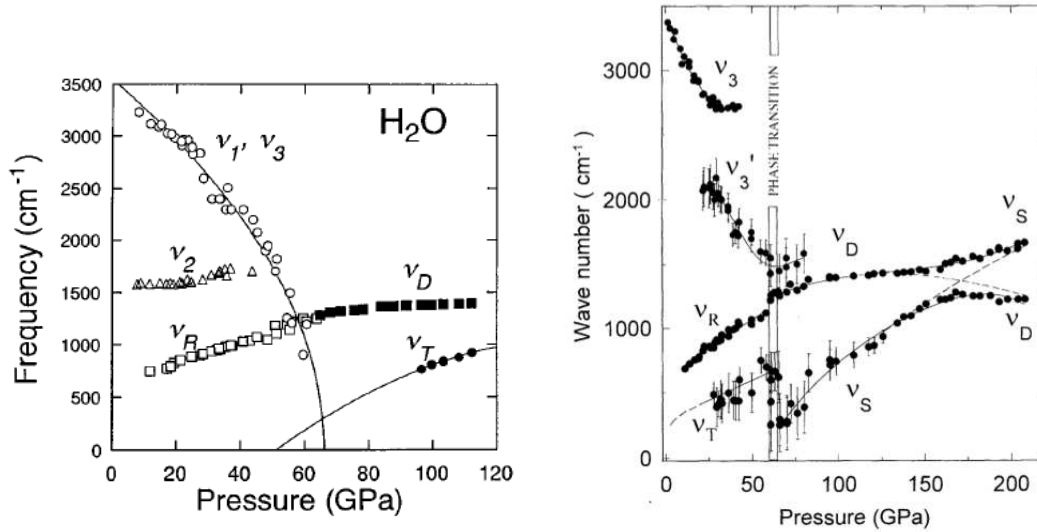 3500
3000
2500
2000
1500
1000
500
0
Frequency (cm⁻¹)
H₂O
ν₁, ν₃
ν₂
ν_R
ν_D
ν_T
0 20 40 60 80 100 120
Pressure (GPa)
3000
2000
1000
0
Wave number ( cm⁻¹)
PHASE TRANSITION
ν₃
ν₃'
ν_D
ν_S
ν_R
ν_D
ν_T
ν_S
0 50 100 150 200
Pressure (GPa)